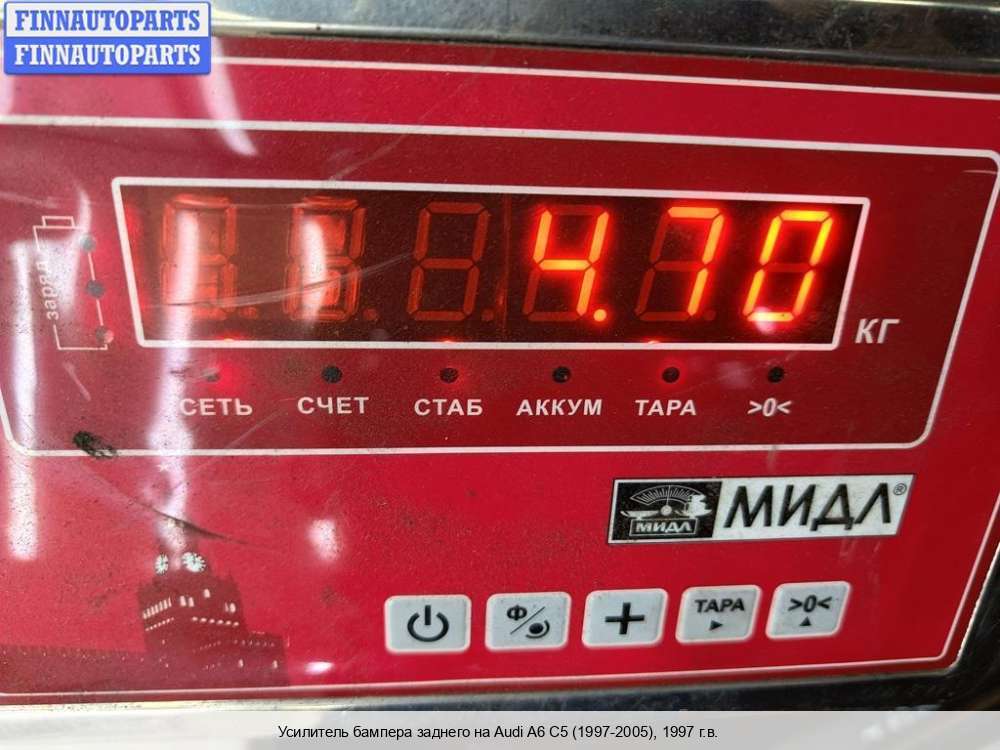 FINNAUTOPARTS
FINNAUTOPARTS
заряд
4.70
КГ
СЕТЬ СЧЕТ СТАБ АККУМ ТАРА >0<
МИДЛ МИДЛ®
Ф ТАРА >0<
Усилитель бампера заднего на Audi A6 C5 (1997-2005), 1997 г.в.